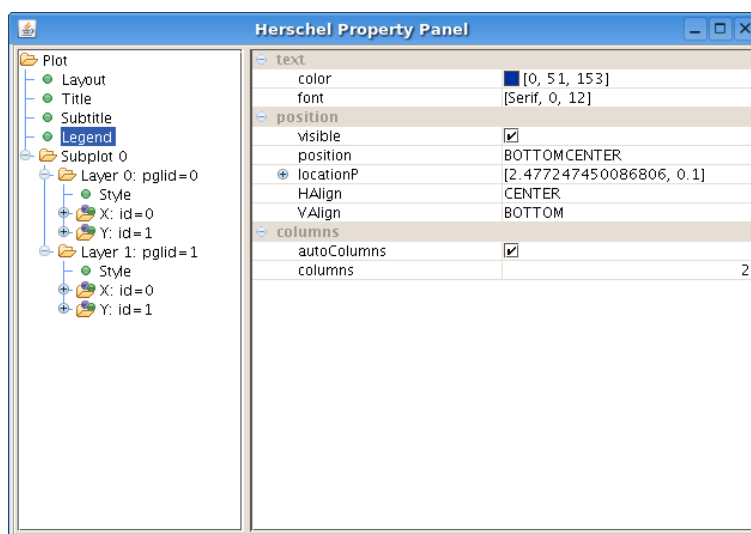 Herschel Property Panel
Plot
Layout
Title
Subtitle
Legend
Subplot 0
Layer 0: pglid=0
Style
X: id=0
Y: id=1
Layer 1: pglid=1
Style
X: id=0
Y: id=1
text
color [0, 51, 153]
font [Serif, 0, 12]
position
visible
position BOTTOMCENTER
locationP [2.477247450086806, 0.1]
HAlign CENTER
VAlign BOTTOM
columns
autoColumns
columns 2